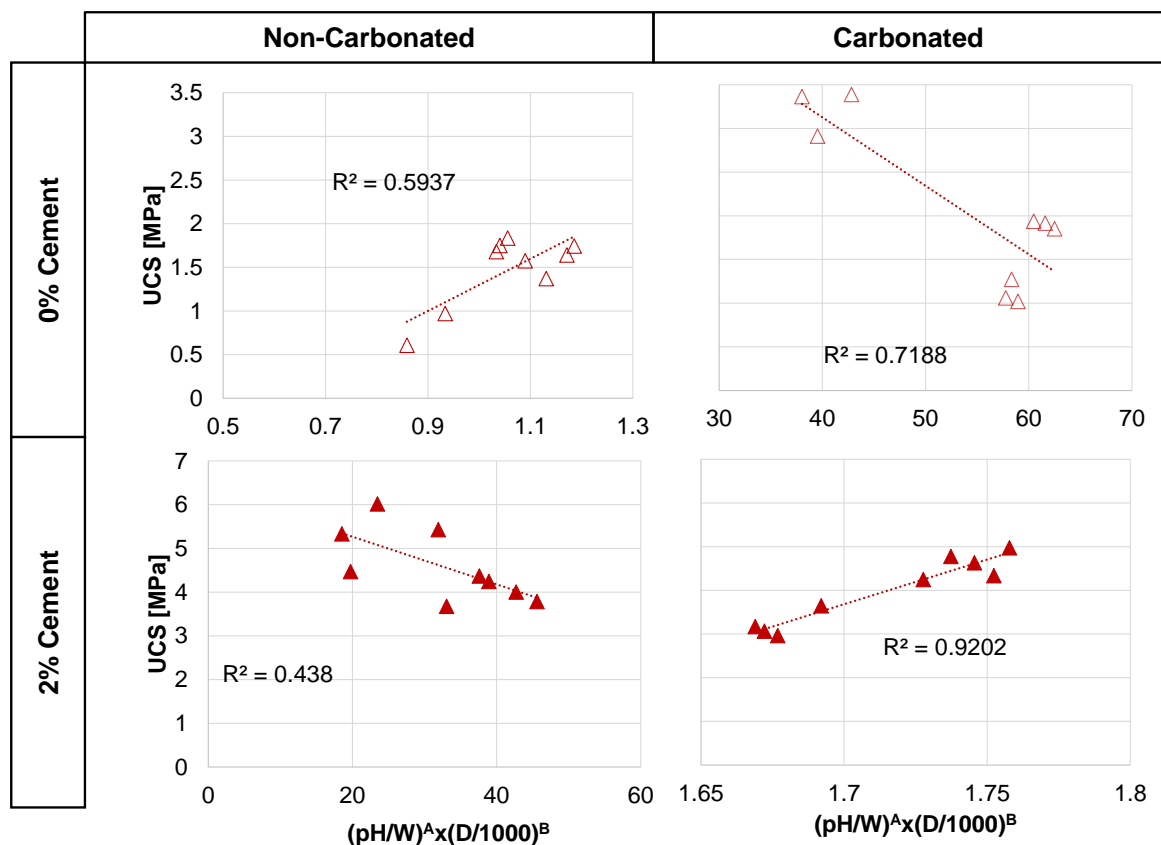 Non-Carbonated
Carbonated
0% Cement
UCS [MPa]
3.5
3
2.5
2
1.5
1
0.5
0
R² = 0.5937
0.5 0.7 0.9 1.1 1.3
R² = 0.7188
30 40 50 60 70
2% Cement
UCS [MPa]
7
6
5
4
3
2
1
0
R² = 0.438
0 20 40 60
(pH/W)ᴬx(D/1000)ᴮ
R² = 0.9202
1.65 1.7 1.75 1.8
(pH/W)ᴬx(D/1000)ᴮ